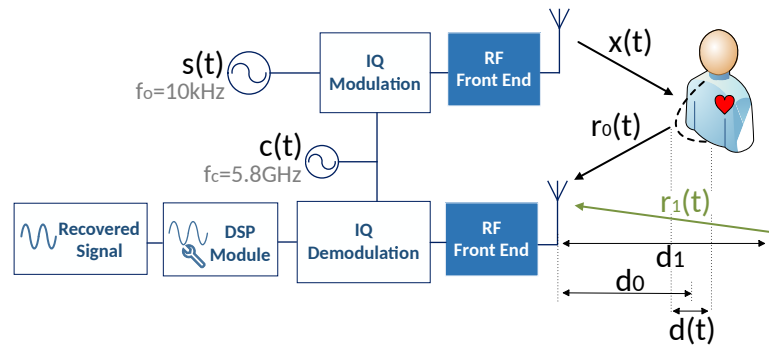 s(t)
fo=10kHz
IQ
Modulation
RF
Front End
x(t)
c(t)
fc=5.8GHz
r0(t)
r1(t)
Recovered
Signal
DSP
Module
IQ
Demodulation
RF
Front End
d1
d0
d(t)